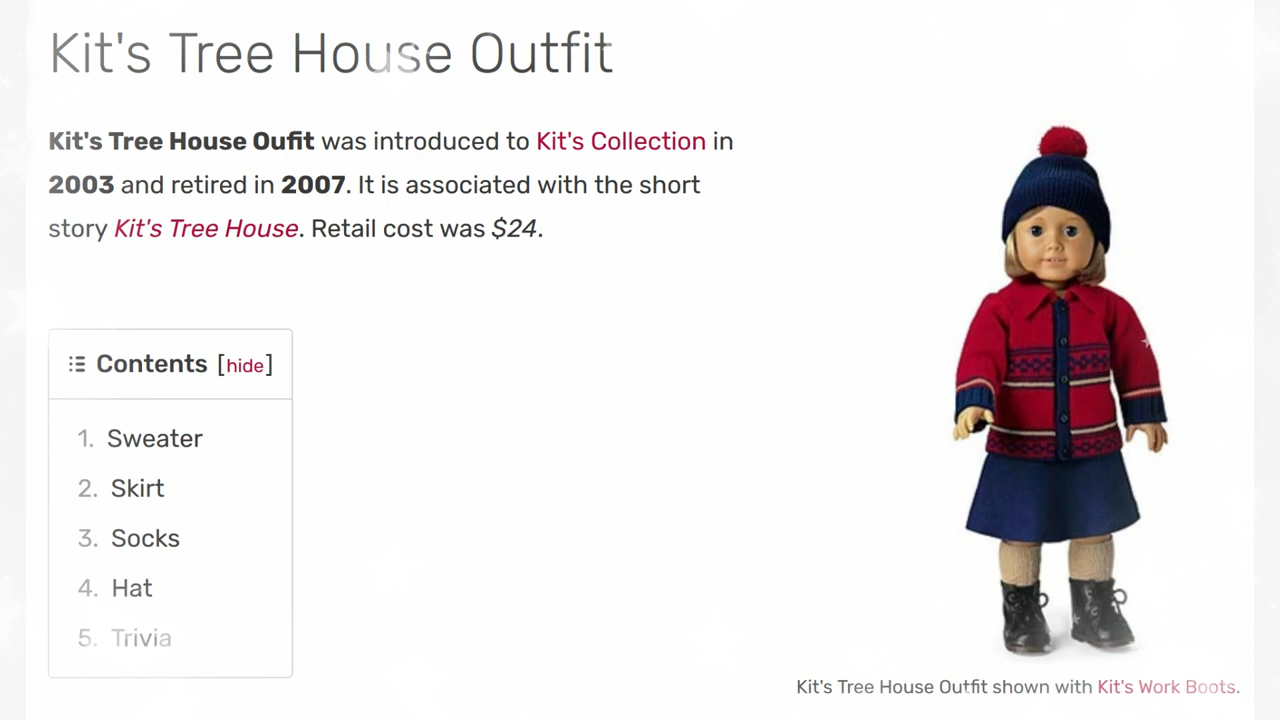 Kit's Tree House Outfit
Kit's Tree House Oufit was introduced to Kit's Collection in
2003 and retired in 2007. It is associated with the short
story Kit's Tree House. Retail cost was $24.
Contents [hide]
1. Sweater
2. Skirt
3. Socks
4. Hat
5. Trivia
Kit's Tree House Outfit shown with Kit's Work Boots.